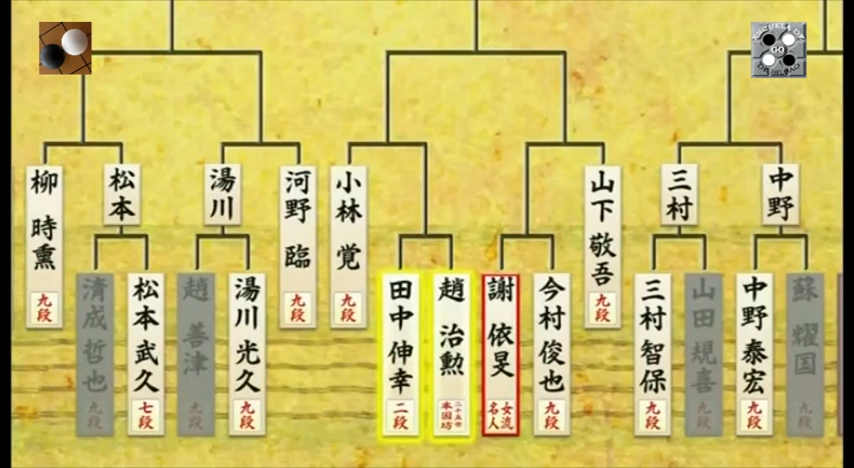 柳 時熏 九段
松本
清成 哲也 九段
松本 武久 七段
湯川
趙 善津 九段
湯川 光久 九段
河野 臨 九段
小林 覚 九段
田中 伸幸 二段
趙 治勲 二十五世本因坊
謝 依旻 女流名人
今村 俊也 九段
山下 敬吾 九段
三村
三村 智保 九段
山田 規喜 九段
中野
中野 泰宏 九段
蘇 耀国 九段
GO